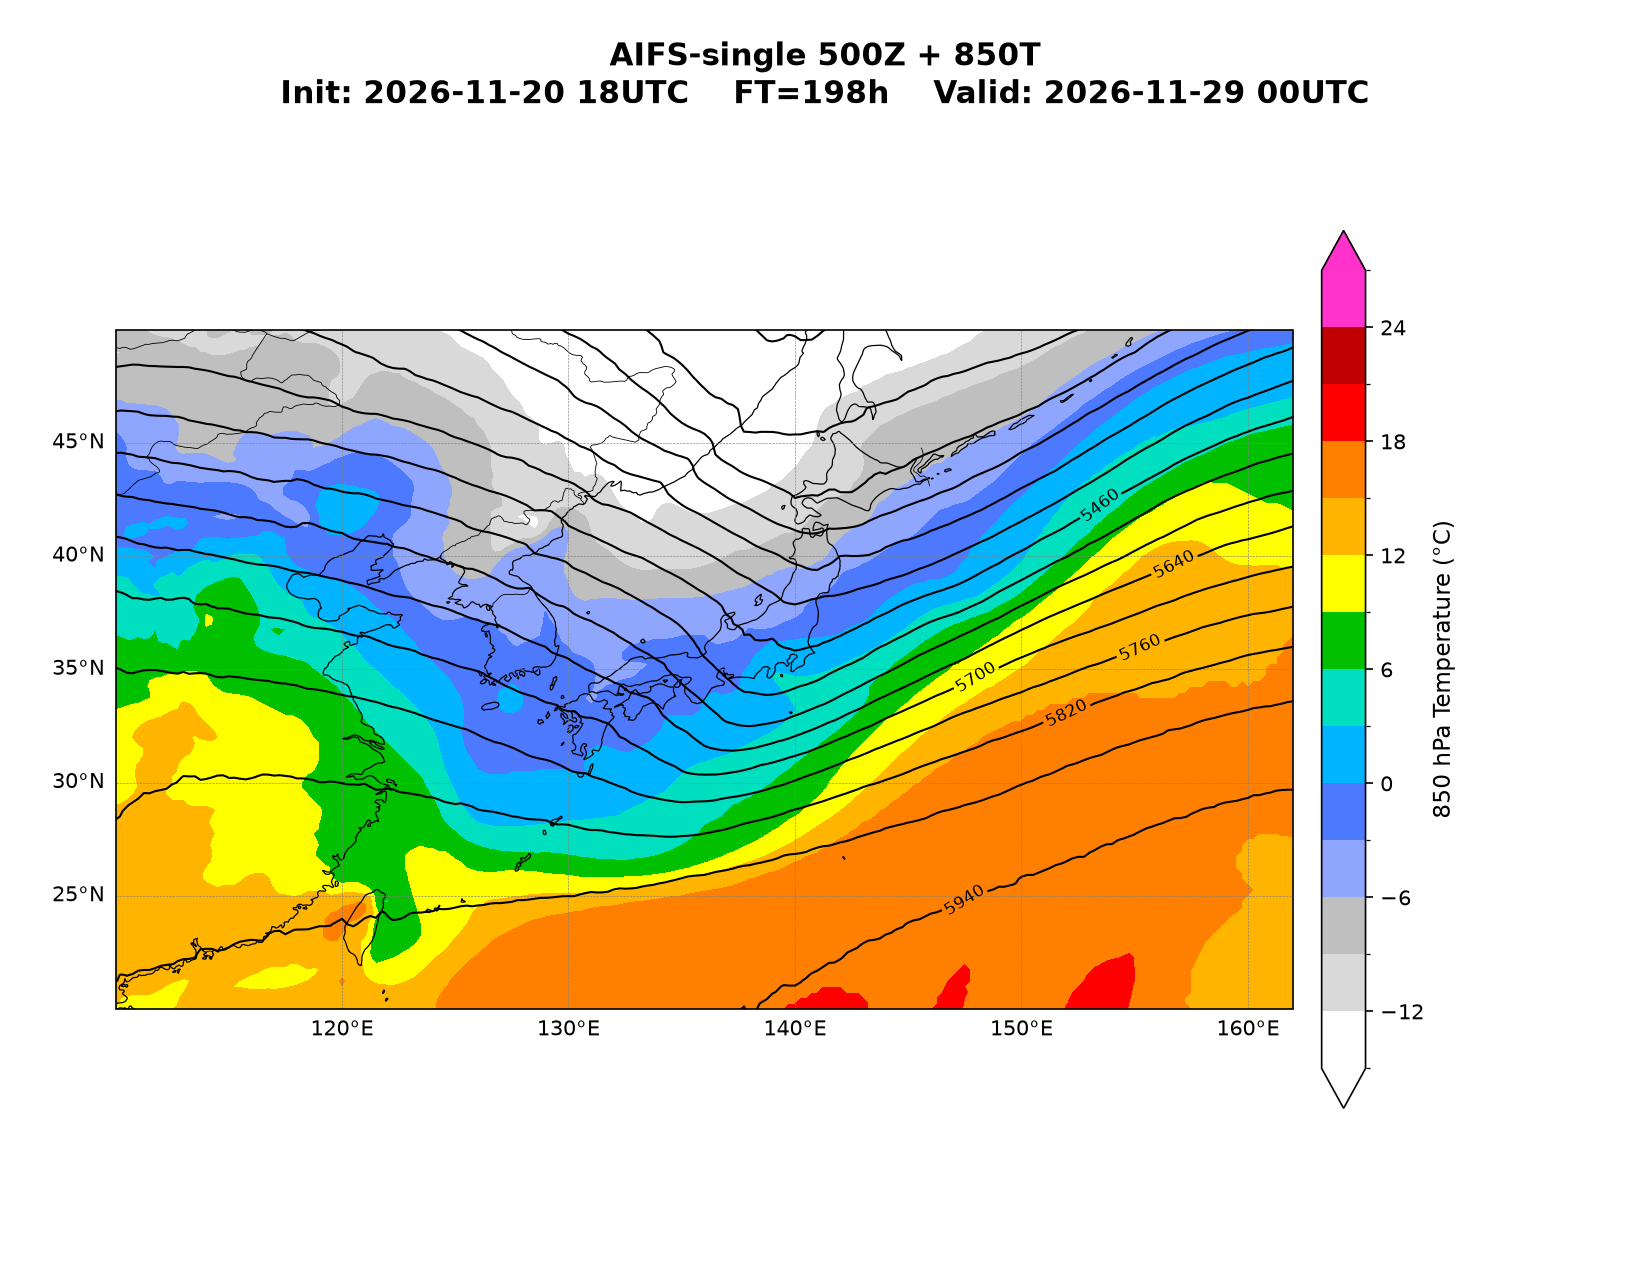 AIFS-single 500Z + 850T
Init: 2026-11-20 18UTC    FT=198h    Valid: 2026-11-29 00UTC
24
18
12
6
0
−6
−12
850 hPa Temperature (°C)
45°N
40°N
35°N
30°N
25°N
5460
5640
5760
5700
5820
5940
120°E
130°E
140°E
150°E
160°E